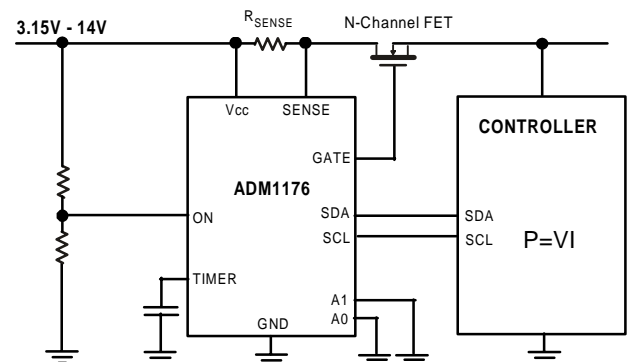 3.15V - 14V
RSENSE
N-Channel FET
Vcc
SENSE
CONTROLLER
GATE
ADM1176
ON
SDA
SDA
SCL
SCL
P=VI
TIMER
A1
GND
A0